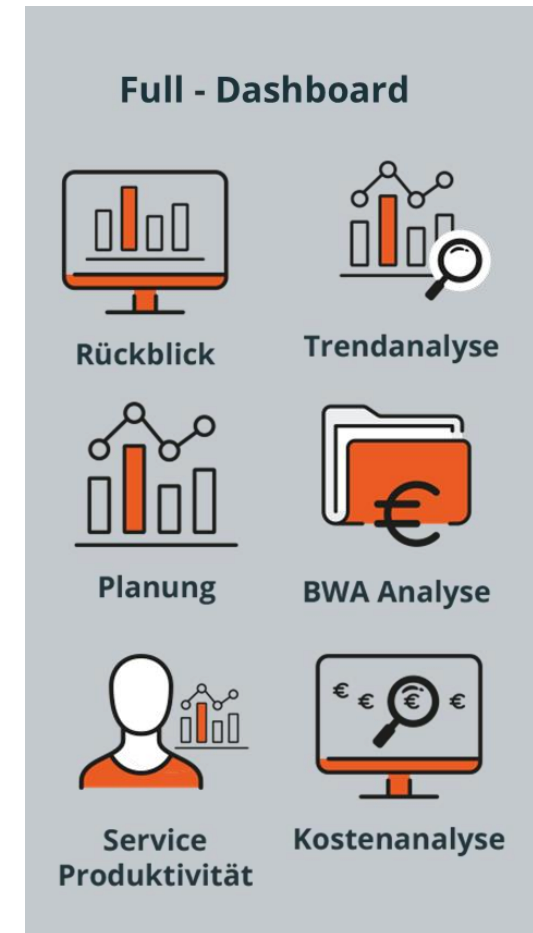 Full - Dashboard
Rückblick
Trendanalyse
Planung
BWA Analyse
Service
Produktivität
Kostenanalyse